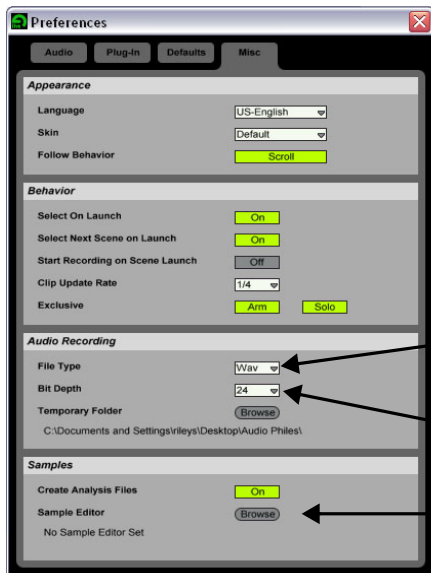 Preferences
Audio Plug-In Defaults Misc
Appearance
Language US-English
Skin Default
Follow Behavior Scroll
Behavior
Select On Launch On
Select Next Scene on Launch On
Start Recording on Scene Launch Off
Clip Update Rate 1/4
Exclusive Arm Solo
Audio Recording
File Type Wav
Bit Depth 24
Temporary Folder Browse
C:\Documents and Settings\rileys\Desktop\Audio Philes\
Samples
Create Analysis Files On
Sample Editor Browse
No Sample Editor Set